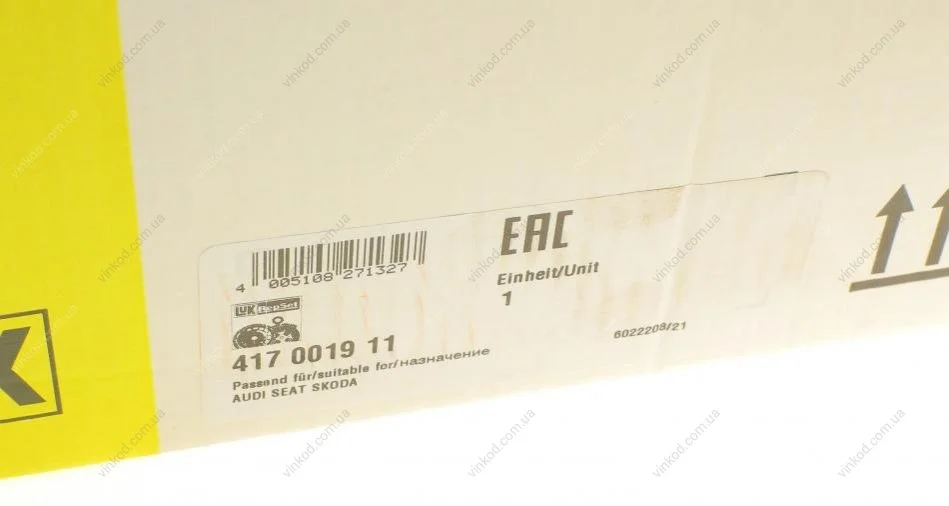 EAC
4 005108 271327
Einheit/Unit
1
LUK RepSet
417 0019 11
6022208/21
Passend für/suitable for/назначение
AUDI SEAT SKODA
K
vinkod.com.ua